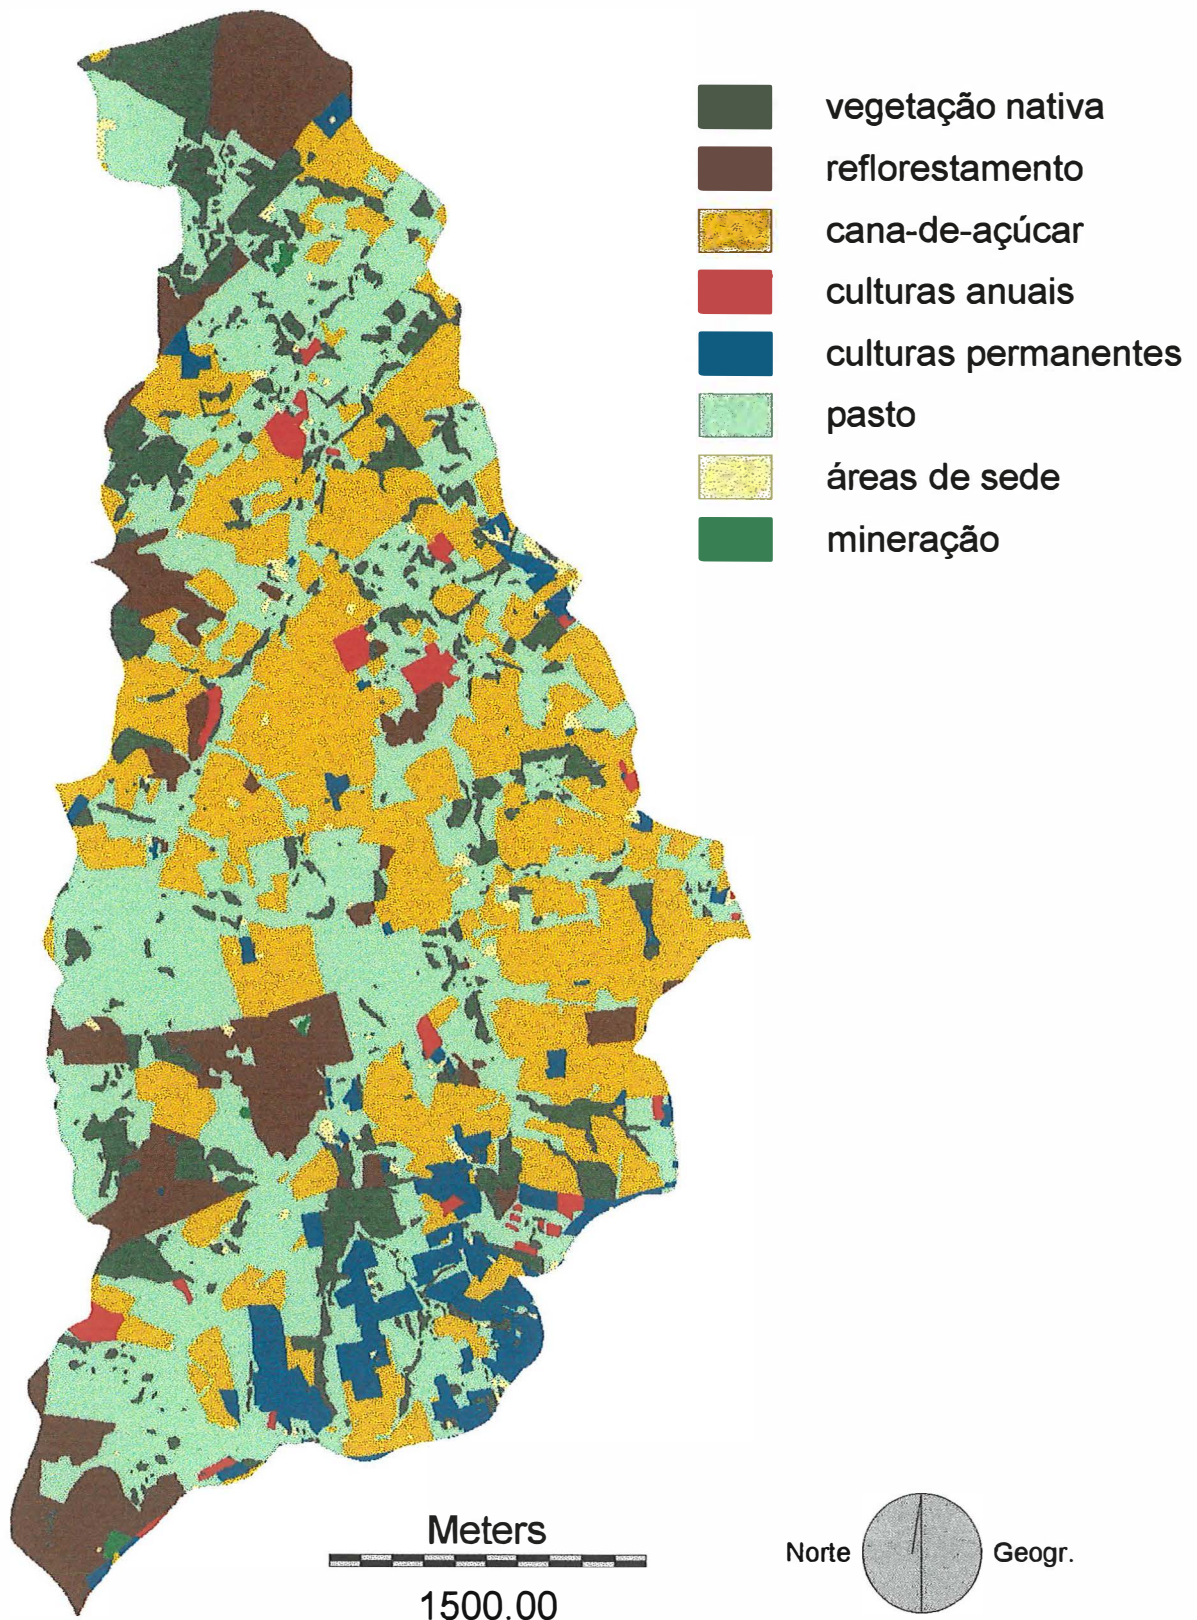 vegetação nativa
reflorestamento
cana-de-açúcar
culturas anuais
culturas permanentes
pasto
áreas de sede
mineração
Meters
1500.00
Norte Geogr.